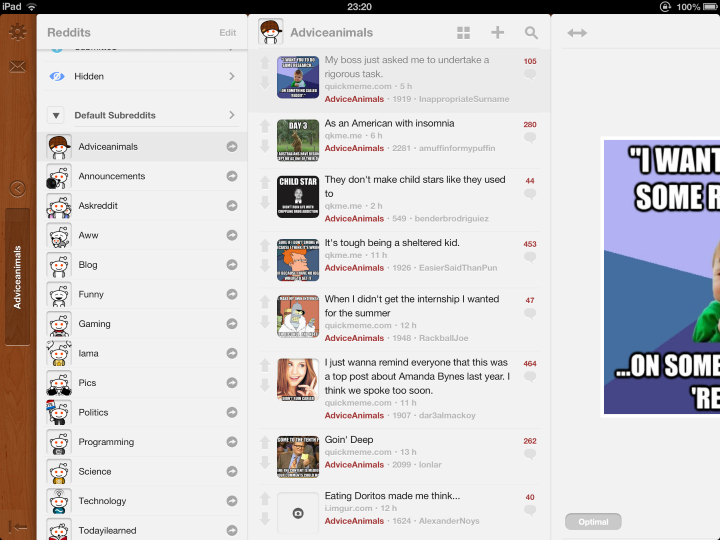 iPad
23:20
100%
Reddits
Edit
Submitted
Hidden
Default Subreddits
Adviceanimals
Announcements
Askreddit
Aww
Blog
Funny
Gaming
Iama
Pics
Politics
Programming
Science
Technology
Todayilearned
Adviceanimals
Adviceanimals
My boss just asked me to undertake a
rigorous task.
quickmeme.com • 5 h
AdviceAnimals • 1919 • InappropriateSurname
105
As an American with insomnia
qkme.me • 6 h
AdviceAnimals • 2281 • amuffinformypuffin
280
DAY 3
They don't make child stars like they used
to
qkme.me • 2 h
AdviceAnimals • 549 • benderbrodriguiez
44
CHILD STAR
It's tough being a sheltered kid.
qkme.me • 11 h
AdviceAnimals • 1926 • EasierSaidThanPun
453
When I didn't get the internship I wanted
for the summer
quickmeme.com • 12 h
AdviceAnimals • 1948 • RackballJoe
47
I just wanna remind everyone that this was
a top post about Amanda Bynes last year. I
think we spoke too soon.
quickmeme.com • 11 h
AdviceAnimals • 1907 • dar3almackoy
464
Goin' Deep
quickmeme.com • 13 h
AdviceAnimals • 2099 • lonlar
262
Eating Doritos made me think...
i.imgur.com • 12 h
AdviceAnimals • 1624 • AlexanderNoys
40
"I WANT
SOME R
...ON SOME
'RE
Optimal